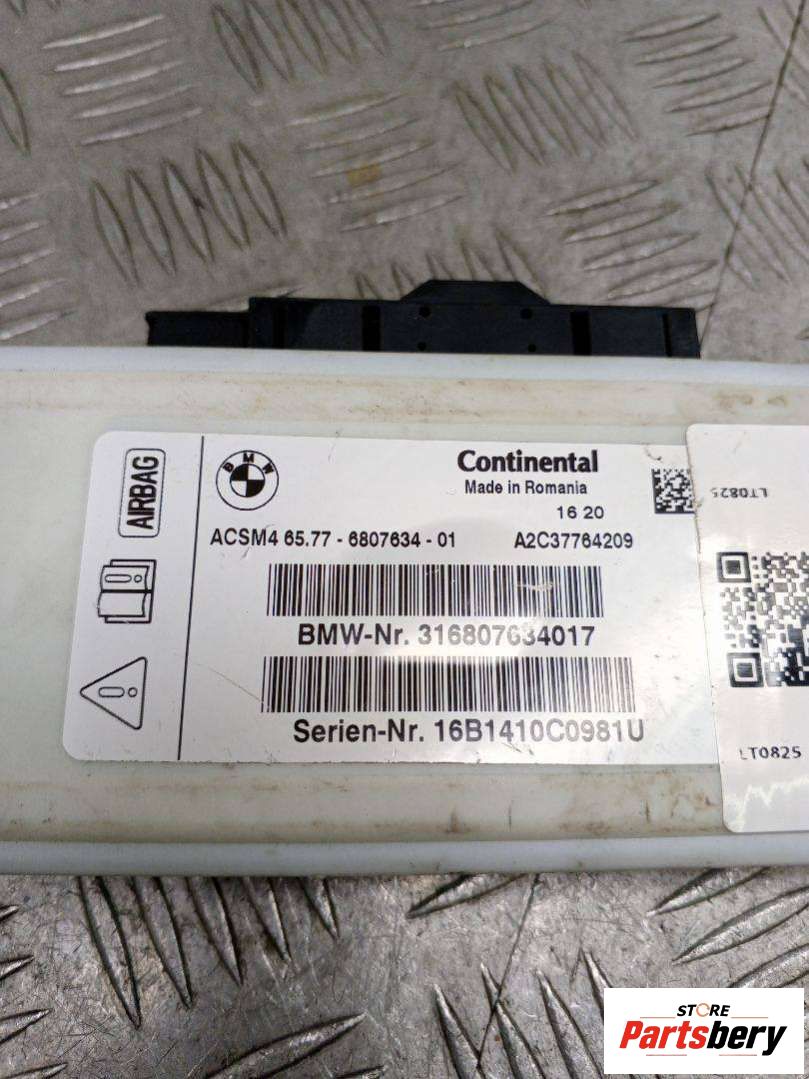 AIRBAG
BMW
Continental
Made in Romania
16 20
ACSM4 65.77 - 6807634 - 01 A2C37764209
BMW-Nr. 316807634017
Serien-Nr. 16B1410C0981U
LT0825
LT0825
STORE
Partsbery